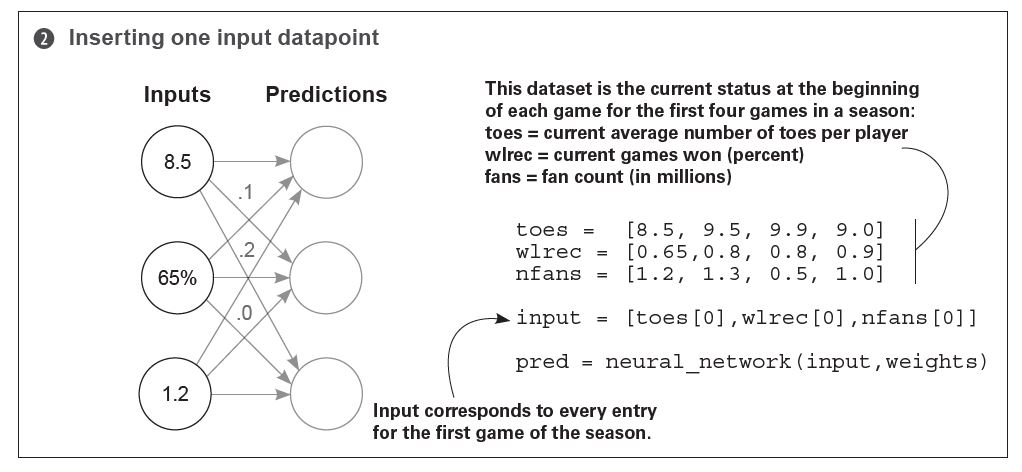 2 Inserting one input datapoint
Inputs Predictions
8.5
.1
.2
65%
.0
1.2
This dataset is the current status at the beginning
of each game for the first four games in a season:
toes = current average number of toes per player
wlrec = current games won (percent)
fans = fan count (in millions)
toes = [8.5, 9.5, 9.9, 9.0]
wlrec = [0.65,0.8, 0.8, 0.9]
nfans = [1.2, 1.3, 0.5, 1.0]
input = [toes[0],wlrec[0],nfans[0]]
pred = neural_network(input,weights)
Input corresponds to every entry
for the first game of the season.